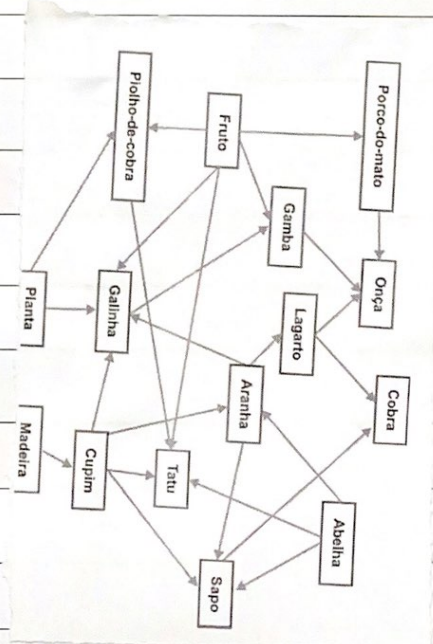 Porco-do-mato
Onça
Cobra
Gamba
Lagarto
Abelha
Fruto
Aranha
Tatu
Sapo
Piolho-de-cobra
Galinha
Cupim
Planta
Madeira